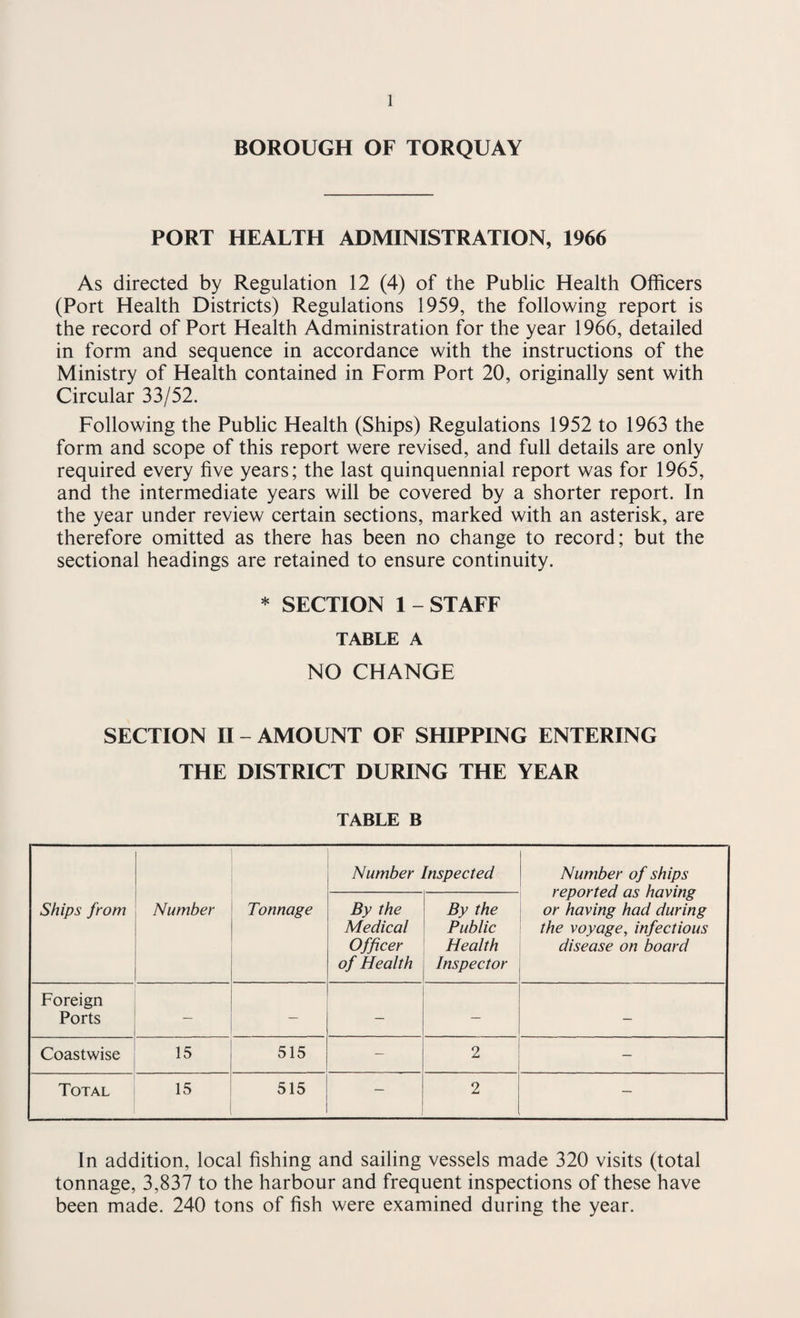 1
BOROUGH OF TORQUAY
PORT HEALTH ADMINISTRATION, 1966
As directed by Regulation 12 (4) of the Public Health Officers
(Port Health Districts) Regulations 1959, the following report is
the record of Port Health Administration for the year 1966, detailed
in form and sequence in accordance with the instructions of the
Ministry of Health contained in Form Port 20, originally sent with
Circular 33/52.
Following the Public Health (Ships) Regulations 1952 to 1963 the
form and scope of this report were revised, and full details are only
required every five years; the last quinquennial report was for 1965,
and the intermediate years will be covered by a shorter report. In
the year under review certain sections, marked with an asterisk, are
therefore omitted as there has been no change to record; but the
sectional headings are retained to ensure continuity.
* SECTION 1 – STAFF
TABLE A
NO CHANGE
SECTION II – AMOUNT OF SHIPPING ENTERING
THE DISTRICT DURING THE YEAR
TABLE B
Ships from
Number
Tonnage
Number Inspected
By the
Medical
Officer
of Health
By the
Public
Health
Inspector
Number of ships
reported as having
or having had during
the voyage, infectious
disease on board
Foreign
Ports – – – – –
Coastwise 15 515 – 2 –
TOTAL 15 515 – 2 –
In addition, local fishing and sailing vessels made 320 visits (total
tonnage, 3,837 to the harbour and frequent inspections of these have
been made. 240 tons of fish were examined during the year.